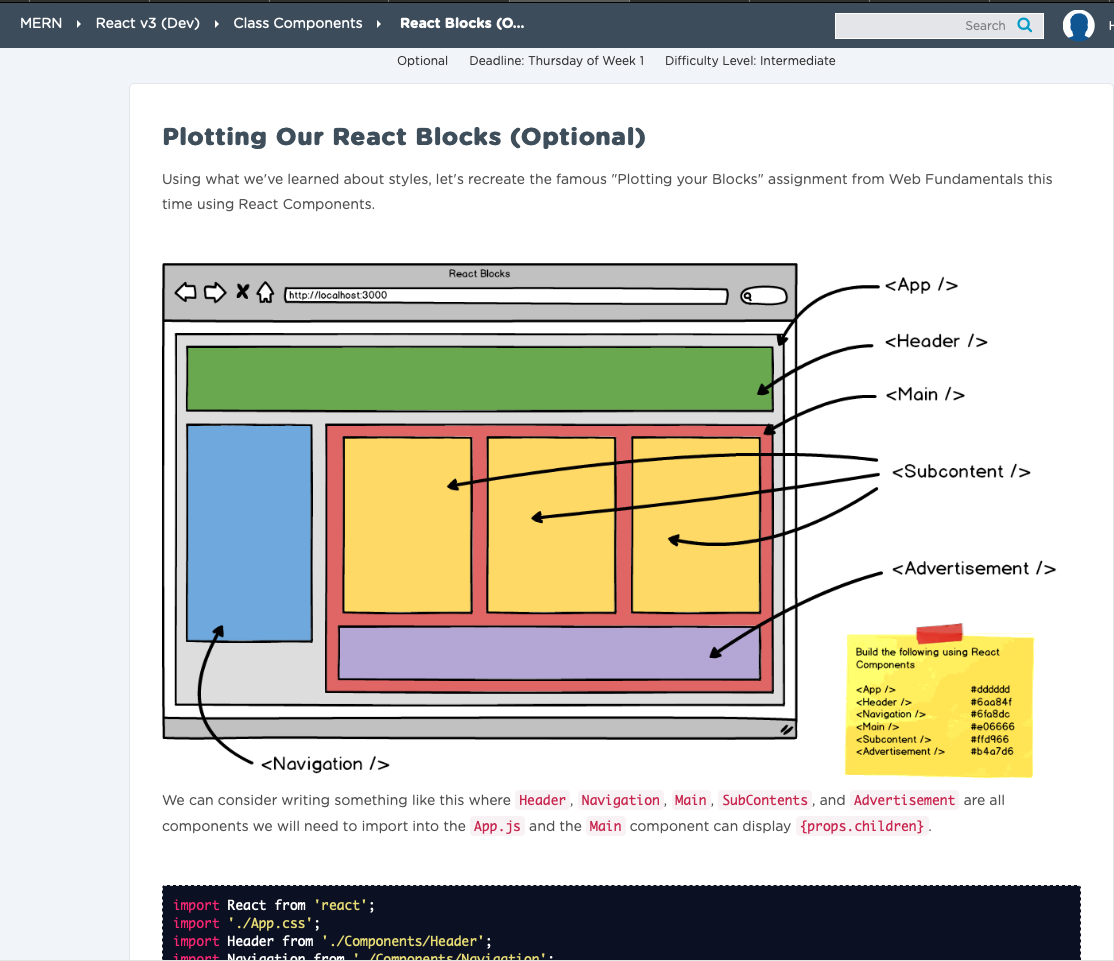 MERN React v3 (Dev) Class Components React Blocks (O...
Search
Optional Deadline: Thursday of Week 1 Difficulty Level: Intermediate
Plotting Our React Blocks (Optional)
Using what we've learned about styles, let's recreate the famous "Plotting your Blocks" assignment from Web Fundamentals this
time using React Components.
React Blocks
http://localhost:3000
<App />
<Header />
<Main />
<Subcontent />
<Advertisement />
<Navigation />
Build the following using React
Components
<App /> #dddddd
<Header /> #6aa84f
<Navigation /> #6fa8dc
<Main /> #e06666
<Subcontent /> #ffd966
<Advertisement /> #b4a7d6
We can consider writing something like this where Header, Navigation, Main, SubContents, and Advertisement are all
components we will need to import into the App.js and the Main component can display {props.children}.
import React from 'react';
import './App.css';
import Header from './Components/Header';
import Navigation from './Components/Navigation';